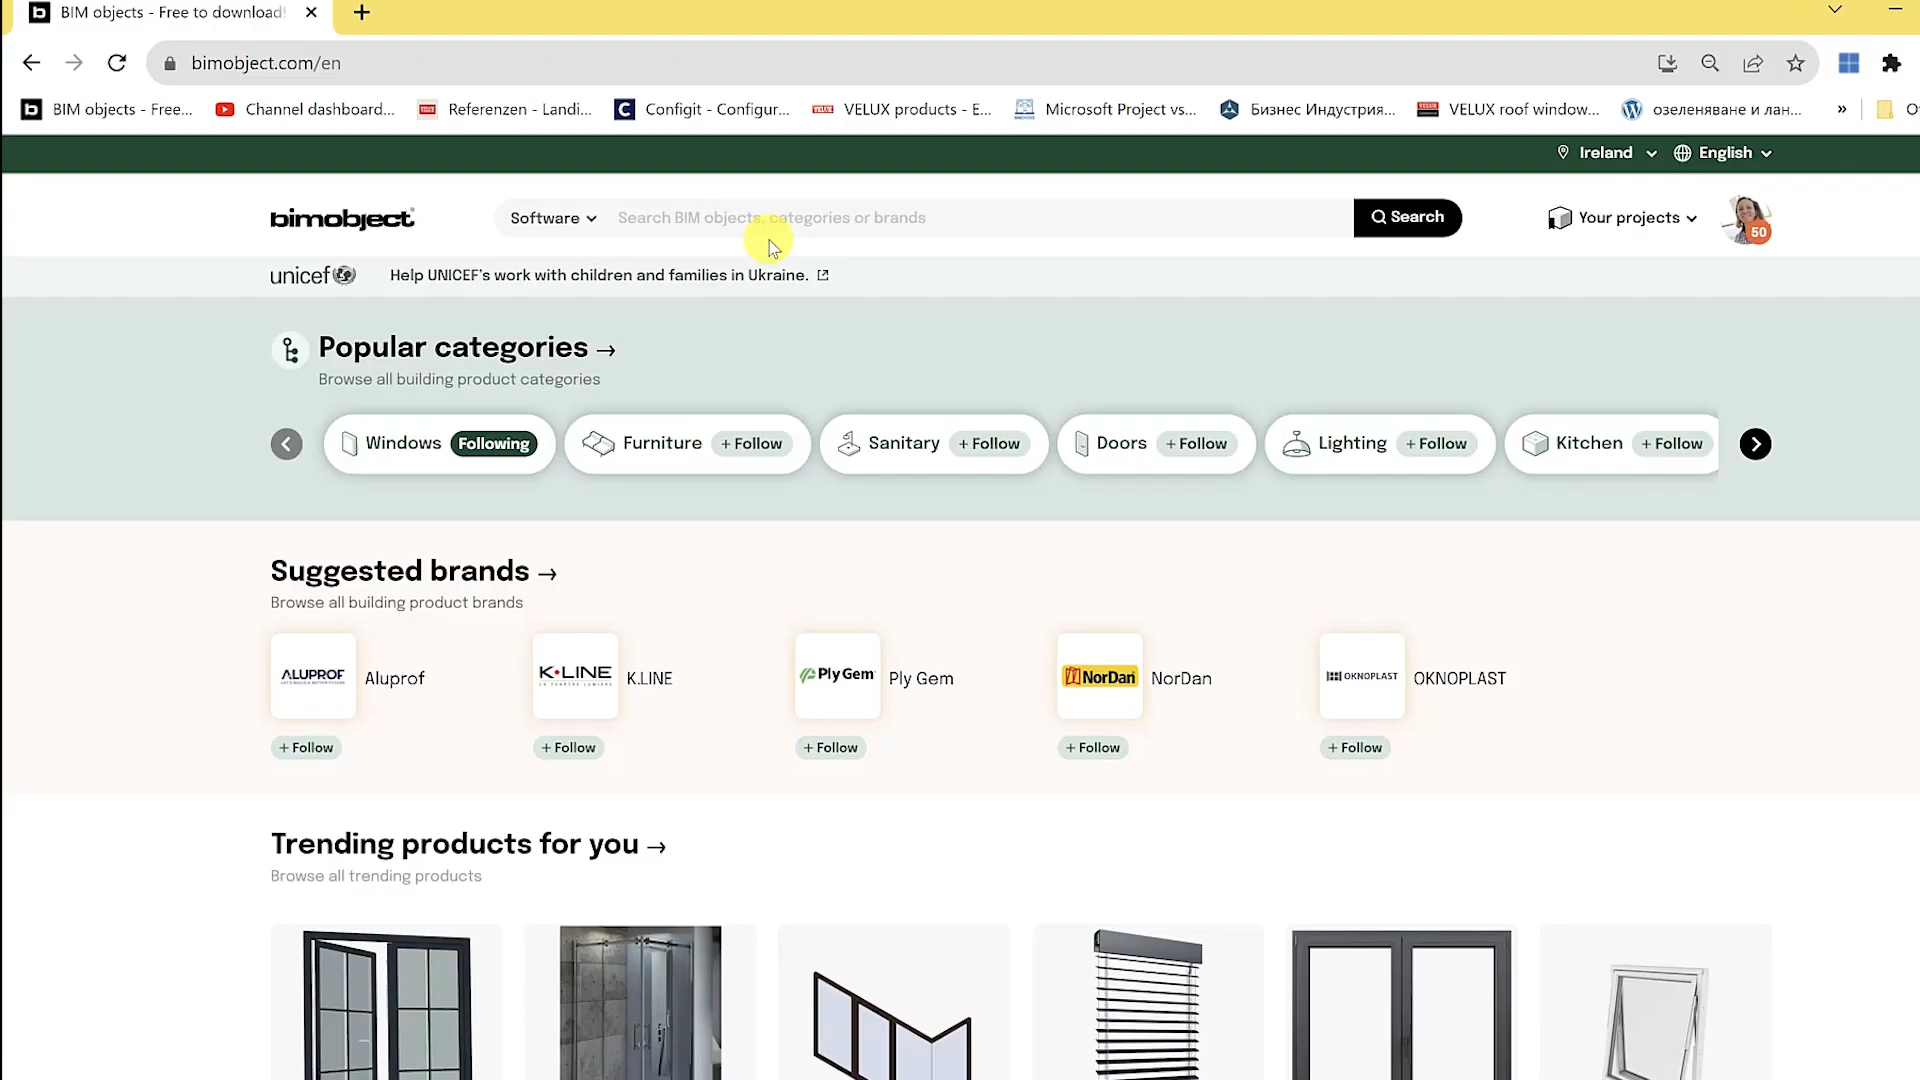 BIM objects - Free to download!
bimobject.com/en
BIM objects - Free...
Channel dashboard...
Referenzen - Landi...
Configit - Configur...
VELUX products - E...
Microsoft Project vs...
Бизнес Индустрия...
VELUX roof window...
озеленяване и лан...
»
Ireland
English
bimobject
Software
Search BIM objects, categories or brands
Search
Your projects
50
unicef
Help UNICEF's work with children and families in Ukraine.
Popular categories →
Browse all building product categories
Windows Following
Furniture + Follow
Sanitary + Follow
Doors + Follow
Lighting + Follow
Kitchen + Follow
Suggested brands →
Browse all building product brands
ALUPROF
Aluprof
K•LINE
K.LINE
Ply Gem
Ply Gem
NorDan
NorDan
OKNOPLAST
OKNOPLAST
+ Follow
+ Follow
+ Follow
+ Follow
+ Follow
Trending products for you →
Browse all trending products